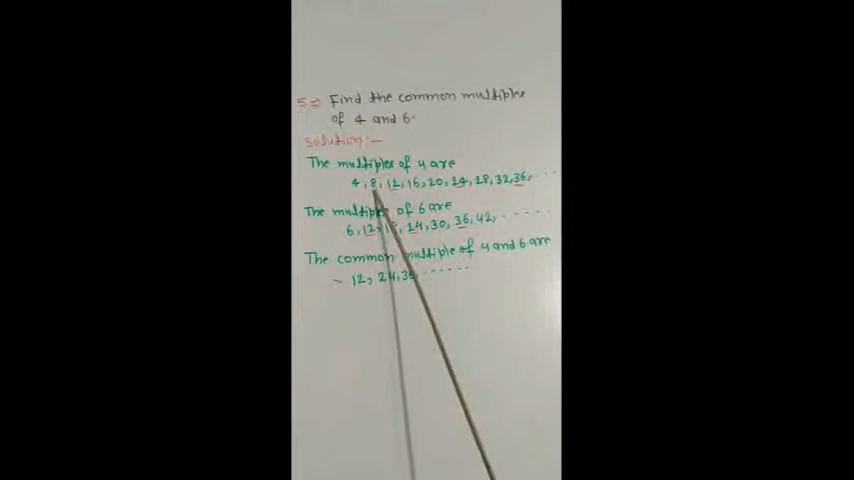 5⇒ Find the common multiples
of 4 and 6.
Solution:-
The multiples of 4 are
4, 8, 12, 16, 20, 24, 28, 32, 36, .....
The multiples of 6 are
6, 12, 24, 30, 36, 42, ......
The common multiple of 4 and 6 are
12, 24, 36 ......